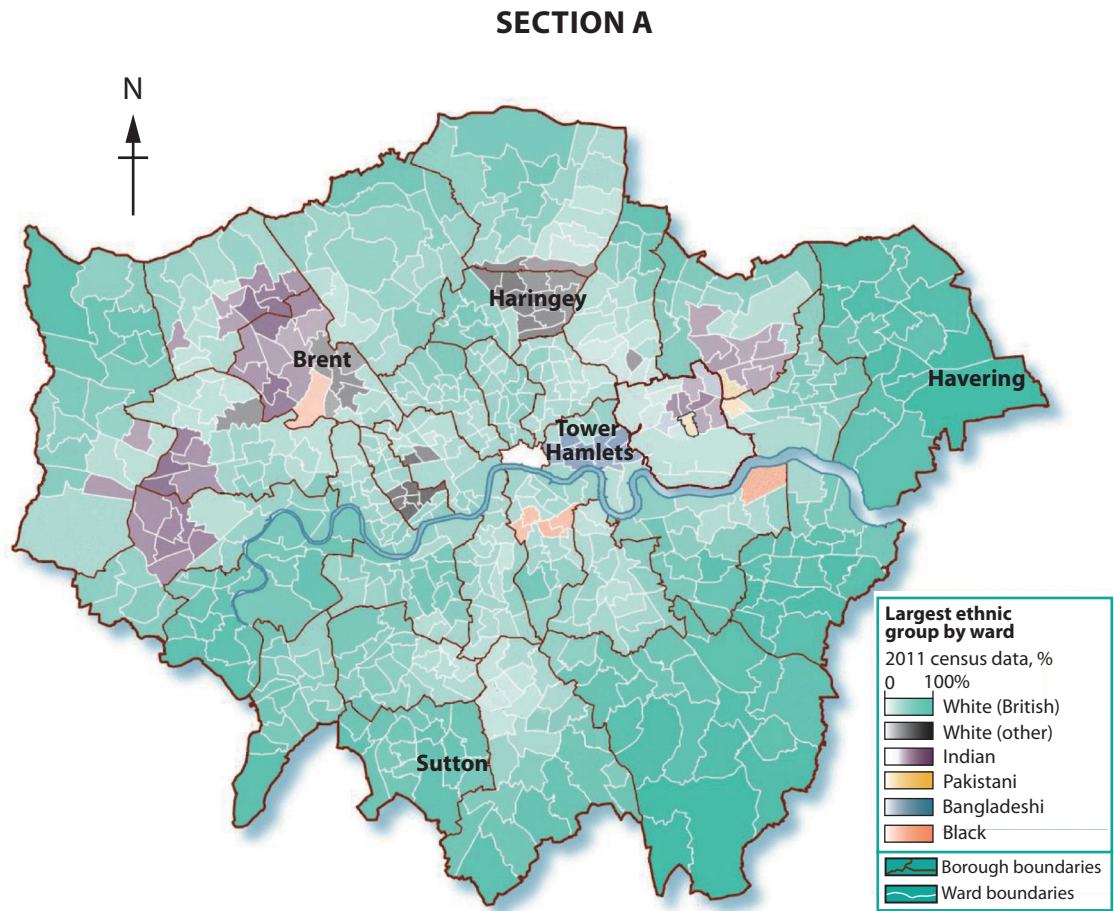 SECTION A
N
Haringey
Brent
Havering
Tower
Hamlets
Sutton
Largest ethnic
group by ward
2011 census data, %
0 100%
White (British)
White (other)
Indian
Pakistani
Bangladeshi
Black
Borough boundaries
Ward boundaries